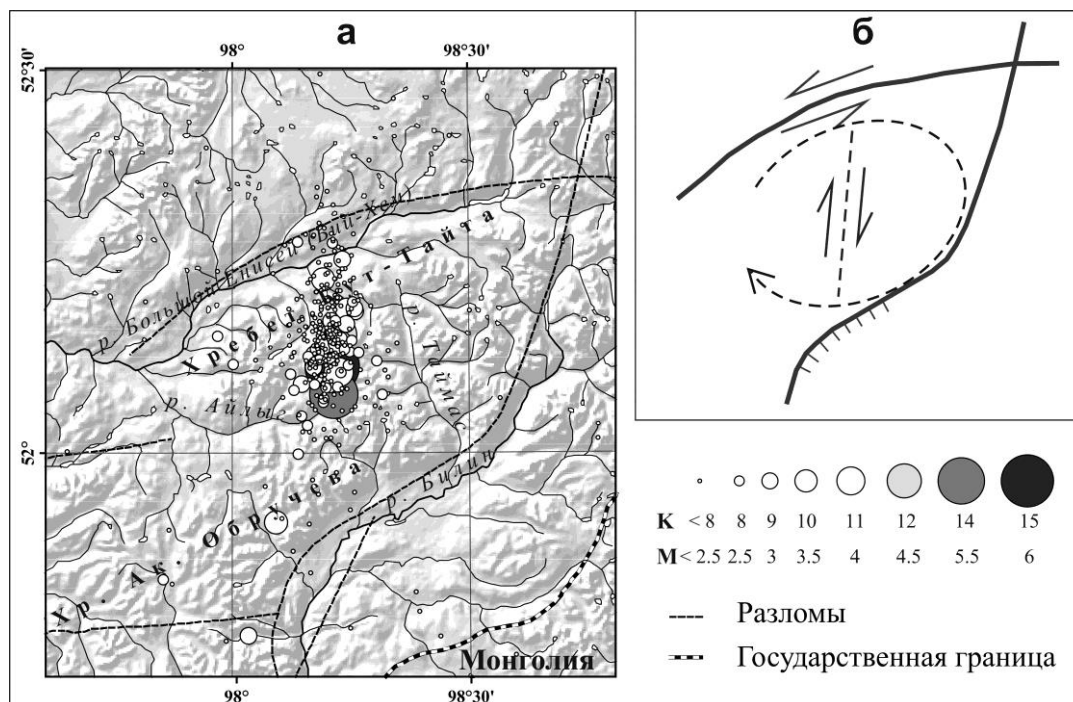 а
98°
98°30'
52°30'
р. Большой Енисей (Бий-Хем)
Хребет Ут-Тайга
р. Таймас
р. Айлыг
52°
р. Билин
Хр. Ак. Обручева
Монголия
98°
98°30'
б
К <8 8 9 10 11 12 14 15
М <2.5 2.5 3 3.5 4 4.5 5.5 6
Разломы
Государственная граница